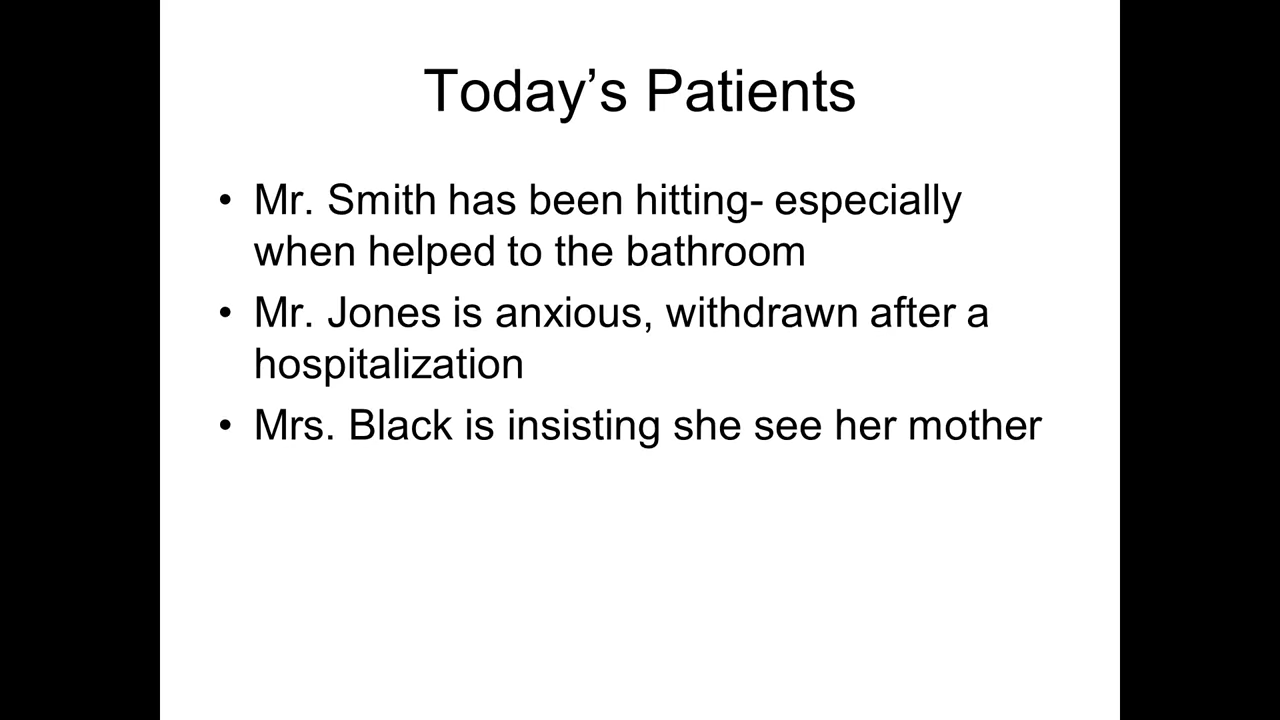 Today’s Patients
• Mr. Smith has been hitting- especially
when helped to the bathroom
• Mr. Jones is anxious, withdrawn after a
hospitalization
• Mrs. Black is insisting she see her mother